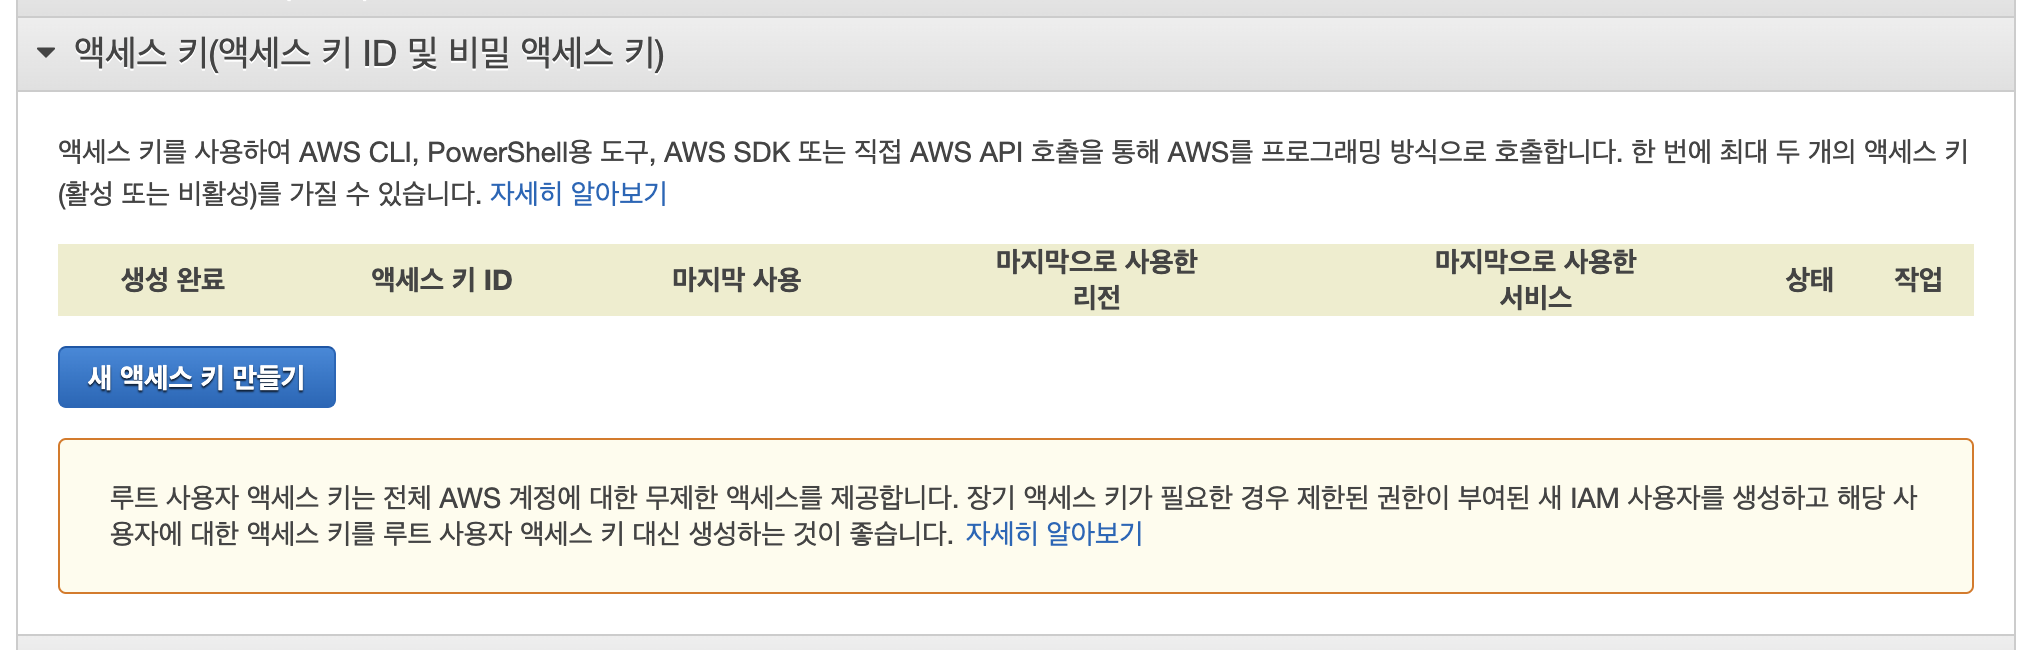 액세스 키(액세스 키 ID 및 비밀 액세스 키)
액세스 키를 사용하여 AWS CLI, PowerShell용 도구, AWS SDK 또는 직접 AWS API 호출을 통해 AWS를 프로그래밍 방식으로 호출합니다. 한 번에 최대 두 개의 액세스 키
(활성 또는 비활성)를 가질 수 있습니다. 자세히 알아보기
생성 완료 액세스 키 ID 마지막 사용 마지막으로 사용한 리전 마지막으로 사용한 서비스 상태 작업
새 액세스 키 만들기
루트 사용자 액세스 키는 전체 AWS 계정에 대한 무제한 액세스를 제공합니다. 장기 액세스 키가 필요한 경우 제한된 권한이 부여된 새 IAM 사용자를 생성하고 해당 사
용자에 대한 액세스 키를 루트 사용자 액세스 키 대신 생성하는 것이 좋습니다. 자세히 알아보기